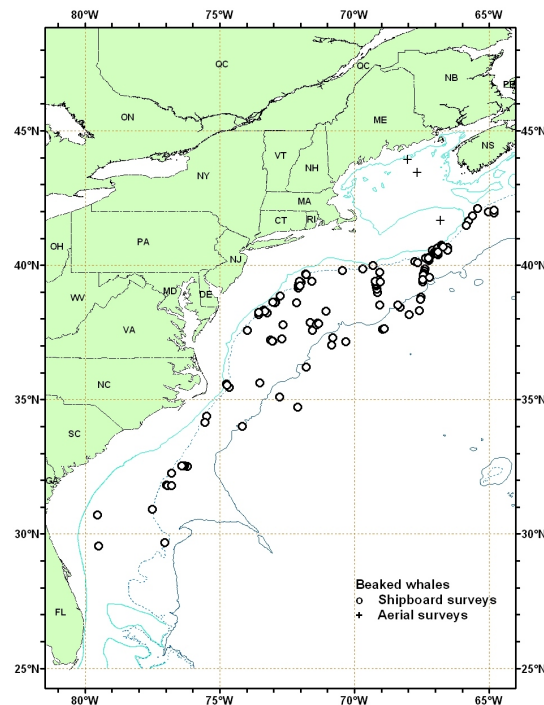 80°W 75°W 70°W 65°W
QC QC
NB
PE
ON
ME
45°N 45°N
NS
VT
NH
NY
MA
CT RI
40°N 40°N
OH
PA
NJ
MD
DE
WV
VA
35°N 35°N
NC
SC
GA
30°N 30°N
Beaked whales
Shipboard surveys
Aerial surveys
FL
25°N 25°N
80°W 75°W 70°W 65°W